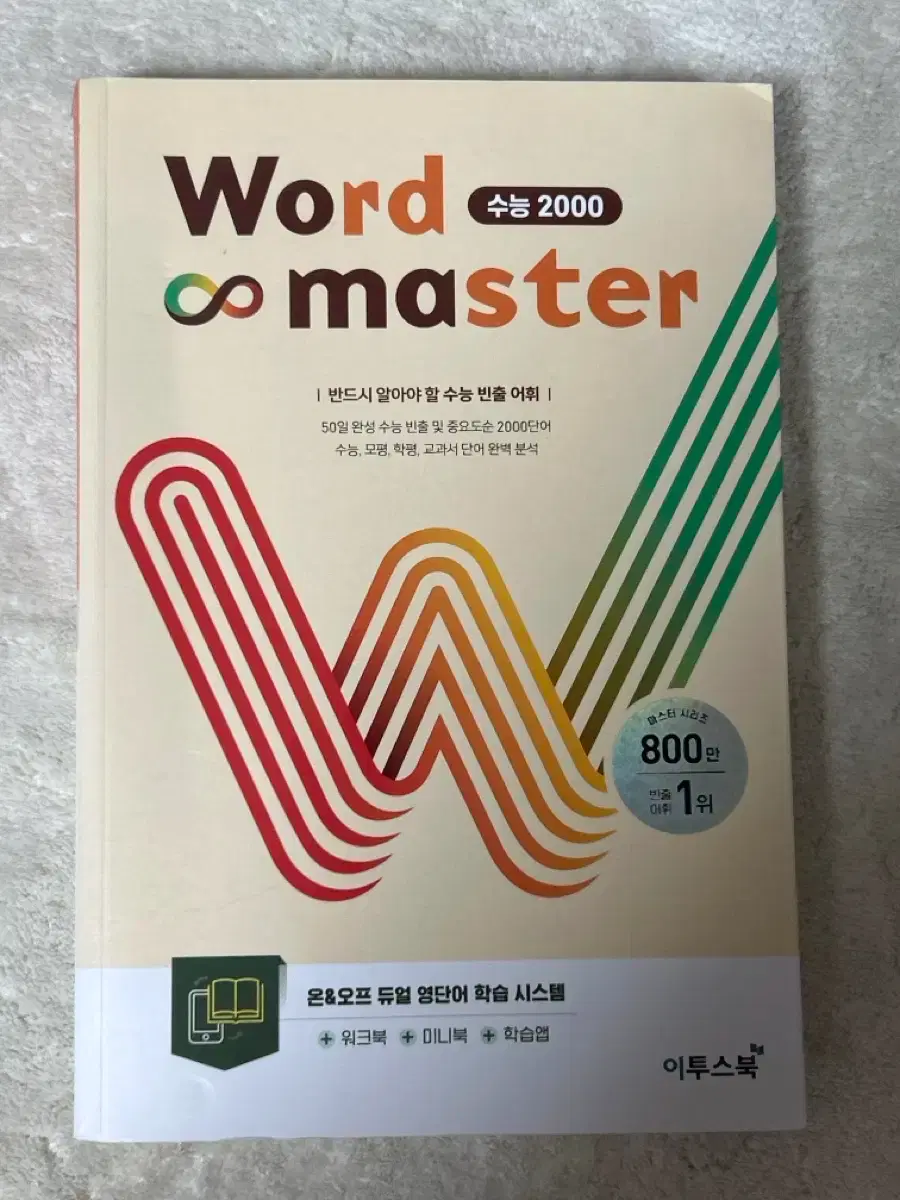 Word 수능 2000
master
| 반드시 알아야 할 수능 빈출 어휘 |
50일 완성 수능 빈출 및 중요도순 2000단어
수능, 모평, 학평, 교과서 단어 완벽 분석
마스터 시리즈
800만
빈출 어휘 1위
온&오프 듀얼 영단어 학습 시스템
+ 워크북 + 미니북 + 학습앱
이투스북